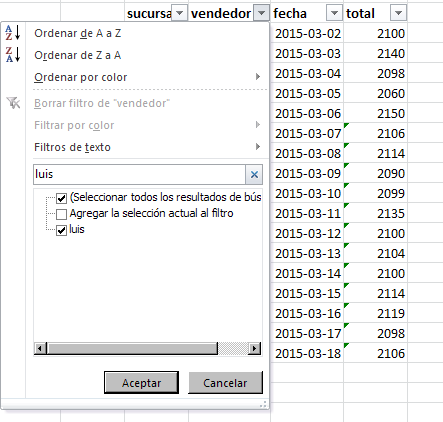 sucursa vendedor fecha total
Ordenar de A a Z
Ordenar de Z a A
Ordenar por color
Borrar filtro de "vendedor"
Filtrar por color
Filtros de texto
luis
(Seleccionar todos los resultados de bús
Agregar la selección actual al filtro
luis
Aceptar Cancelar
2015-03-02 2100
2015-03-03 2140
2015-03-04 2098
2015-03-05 2060
2015-03-06 2150
2015-03-07 2106
2015-03-08 2114
2015-03-09 2090
2015-03-10 2099
2015-03-11 2135
2015-03-12 2100
2015-03-13 2104
2015-03-14 2100
2015-03-15 2114
2015-03-16 2119
2015-03-17 2098
2015-03-18 2106